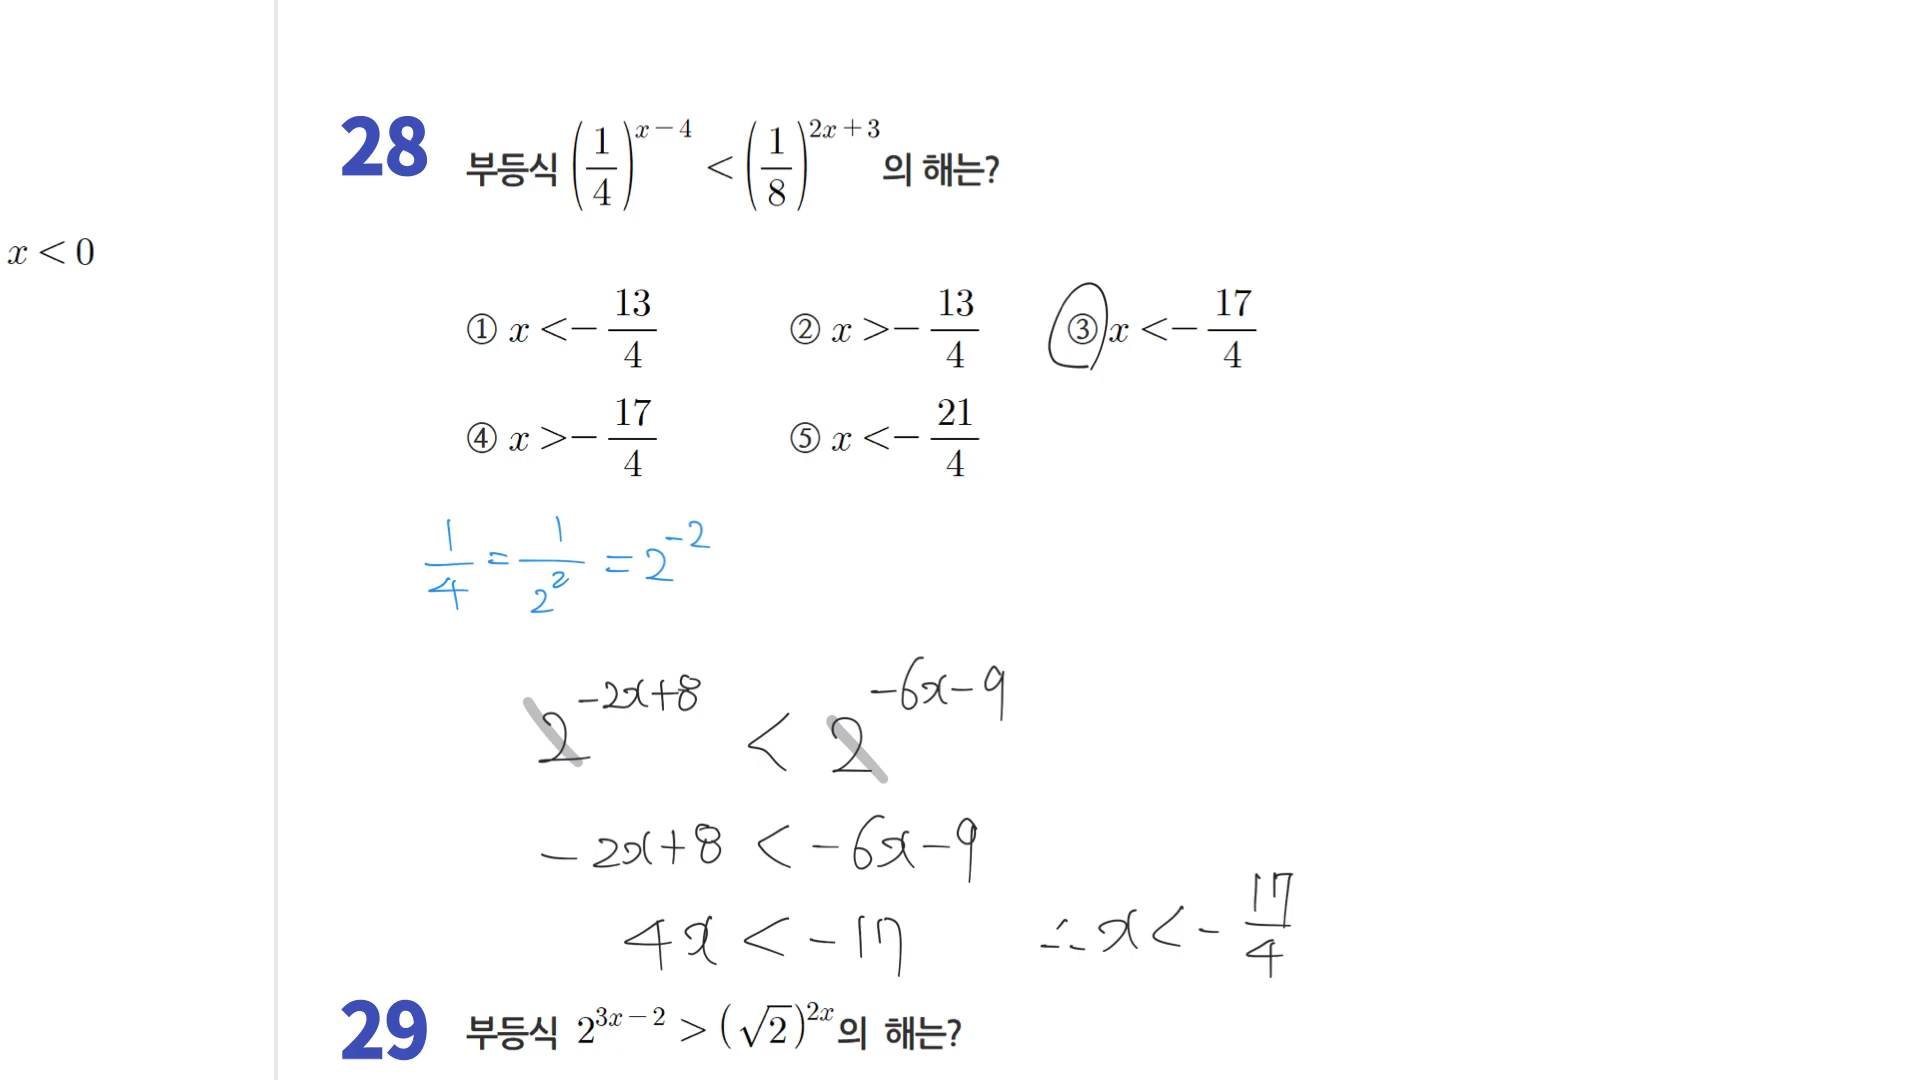 x < 0
28 부등식 (1/4)^(x-4) < (1/8)^(2x+3) 의 해는?
① x < -13/4 ② x > -13/4 ③ x < -17/4
④ x > -17/4 ⑤ x < -21/4
1/4 = 1/2^2 = 2^-2
2^(-2x+8) < 2^(-6x-9)
-2x+8 < -6x-9
4x < -17 ∴ x < -17/4
29 부등식 2^(3x-2) > (√2)^(2x) 의 해는?